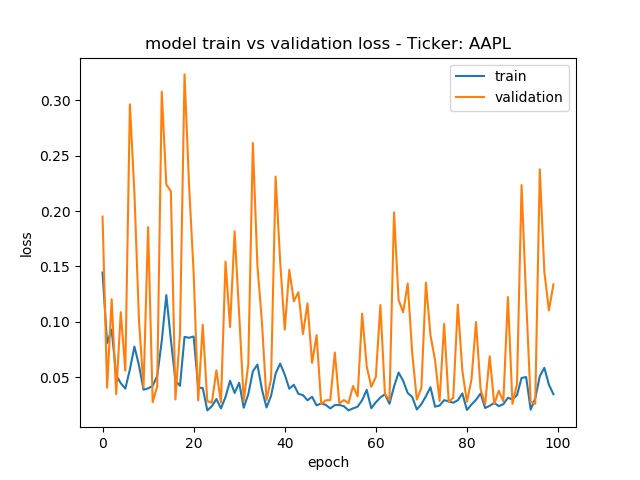 model train vs validation loss - Ticker: AAPL
train
validation
0.30
0.25
0.20
0.15
0.10
0.05
loss
0 20 40 60 80 100
epoch